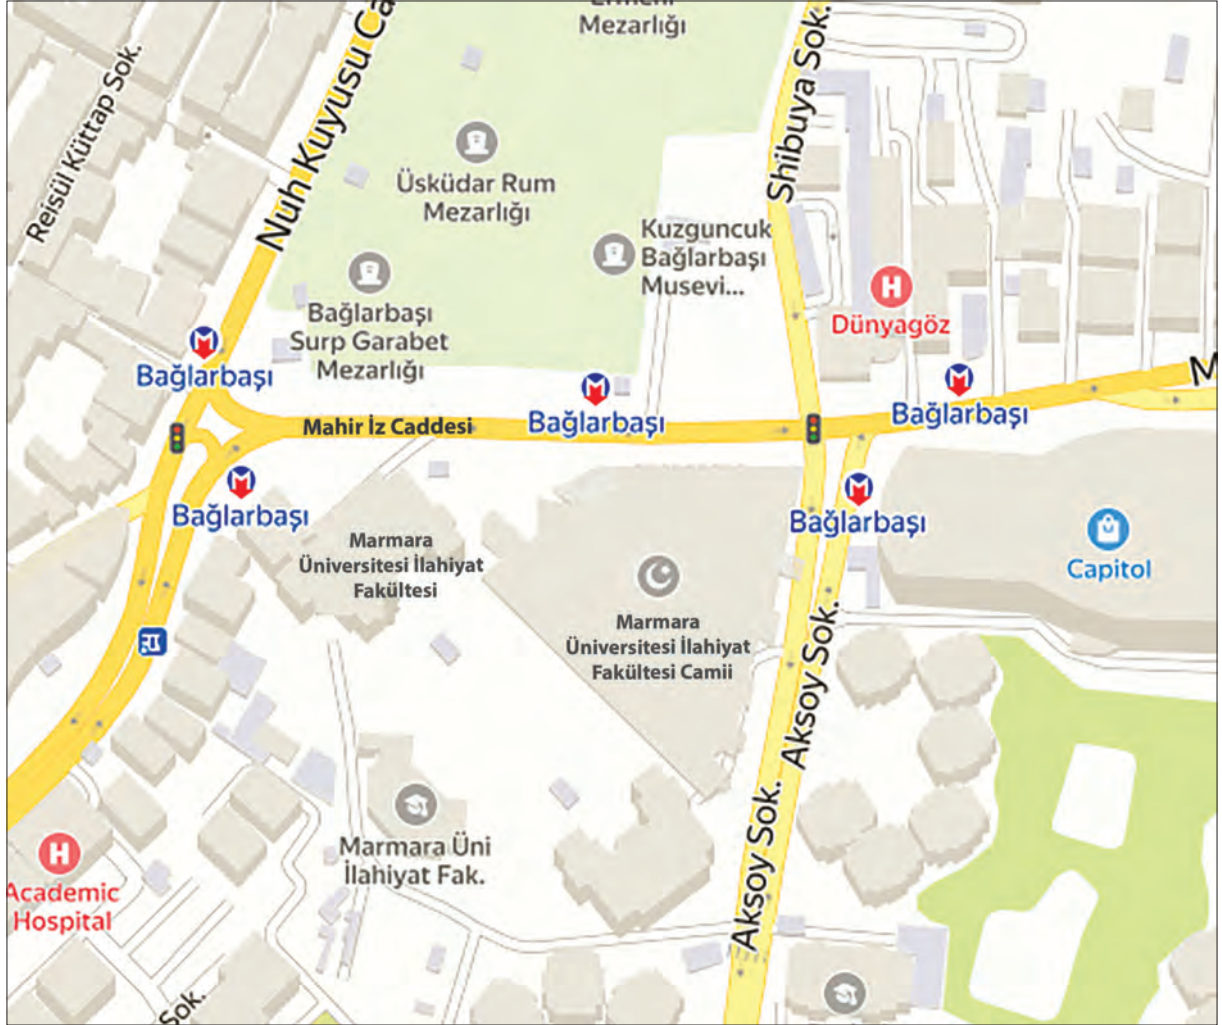 Mezarlığı
Shibuya Sok.
Nuh Kuyusu Ca
Reisül Küttap Sok.
Üsküdar Rum
Mezarlığı
Kuzguncuk
Bağlarbaşı
Musevi...
H
Dünyagöz
Bağlarbaşı
Surp Garabet
Mezarlığı
M
Bağlarbaşı
M
Bağlarbaşı
M
Bağlarbaşı
M
Mahir İz Caddesi
M
Bağlarbaşı
M
Bağlarbaşı
Marmara
Üniversitesi İlahiyat
Fakültesi
Capitol
Marmara
Üniversitesi İlahiyat
Fakültesi Camii
Aksoy Sok.
Aksoy Sok.
Marmara Üni
İlahiyat Fak.
H
Academic
Hospital
Sok.